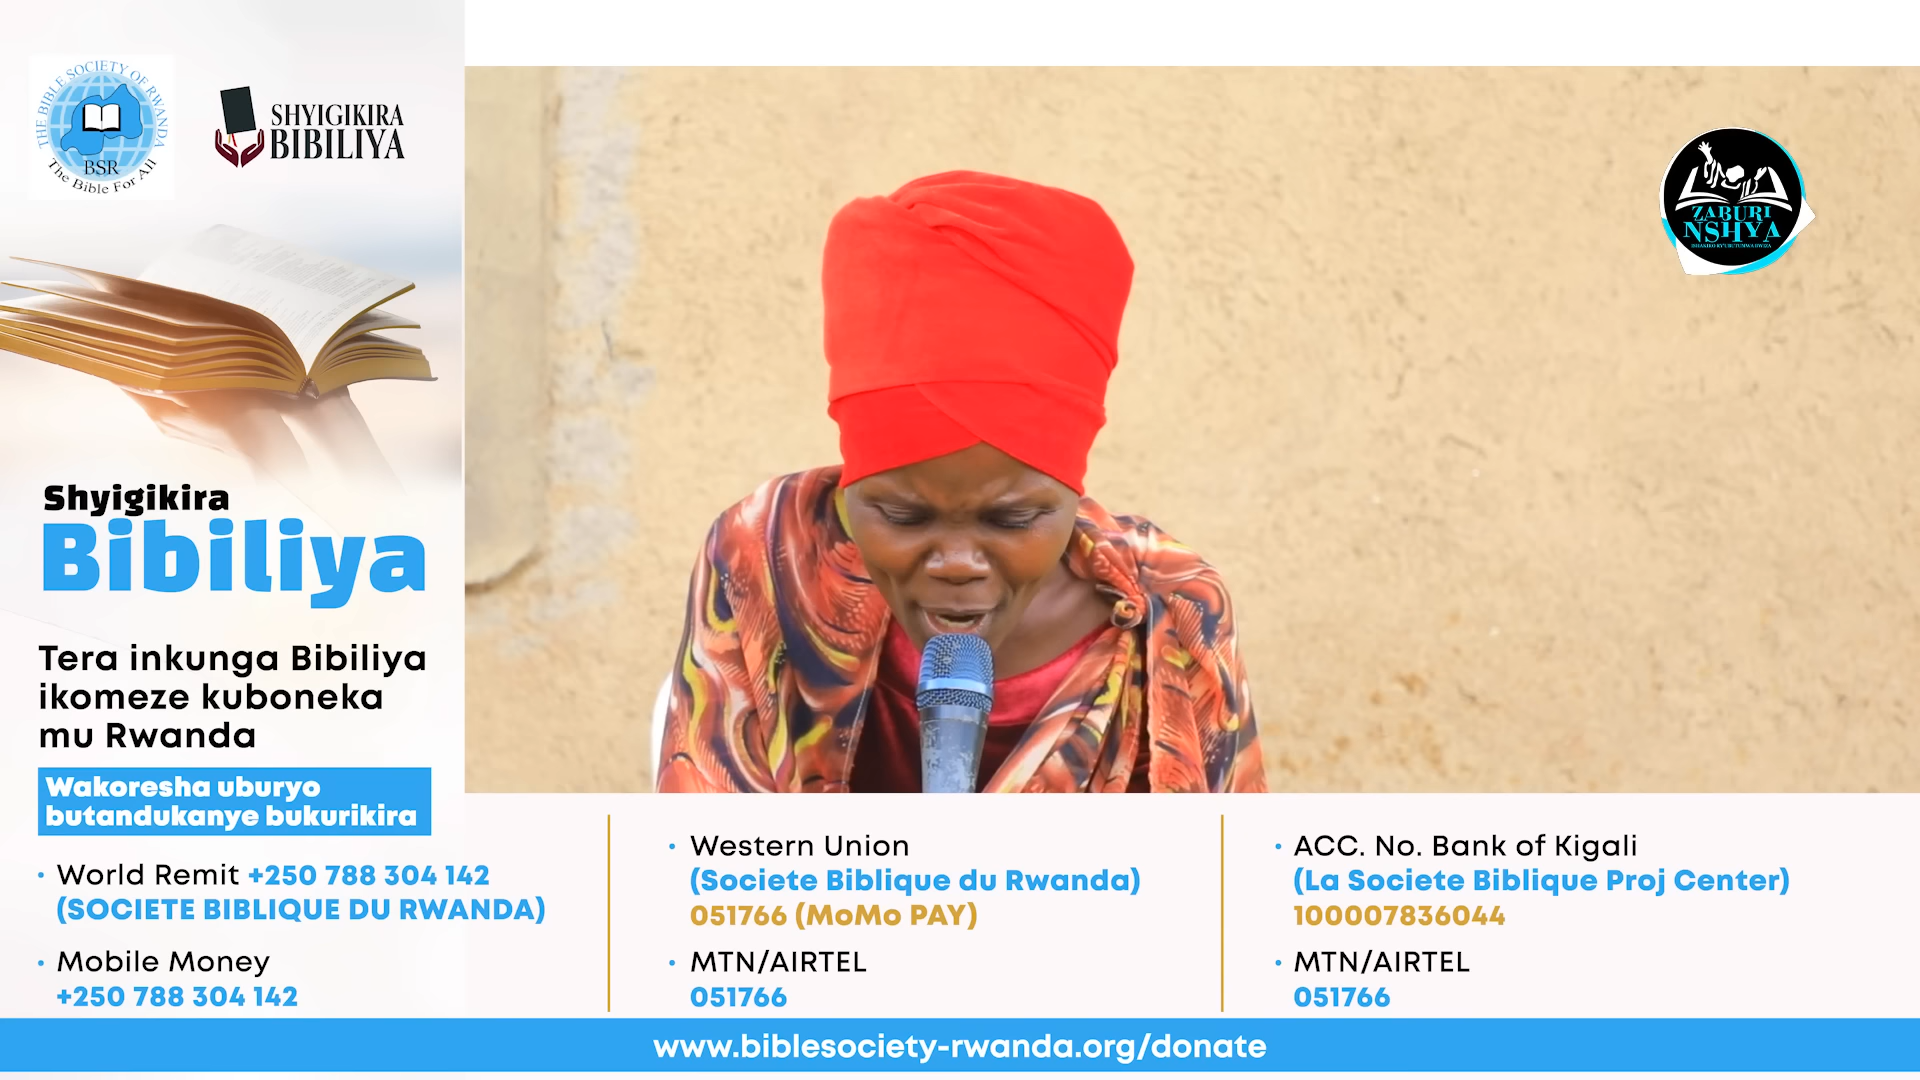 THE BIBLE SOCIETY OF RWANDA
BSR
The Bible For All
SHYIGIKIRA
BIBILIYA
ZABURI
NSHYA
Shyigikira
Bibiliya
Tera inkunga Bibiliya
ikomeze kuboneka
mu Rwanda
Wakoresha uburyo
butandukanye bukurikira
• World Remit +250 788 304 142
(SOCIETE BIBLIQUE DU RWANDA)
• Mobile Money
+250 788 304 142
• Western Union
(Societe Biblique du Rwanda)
051766 (MoMo PAY)
• MTN/AIRTEL
051766
• ACC. No. Bank of Kigali
(La Societe Biblique Proj Center)
100007836044
• MTN/AIRTEL
051766
www.biblesociety-rwanda.org/donate